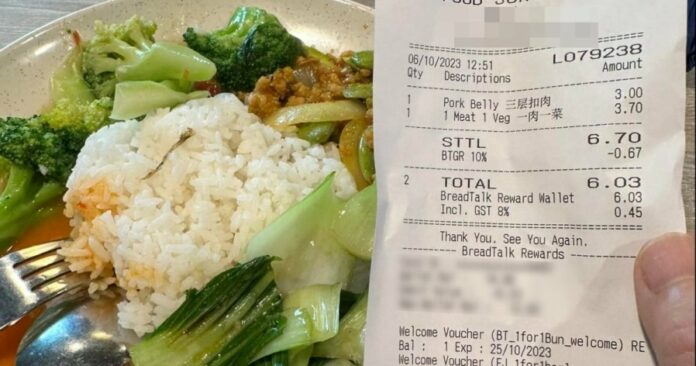 FOOD
L079238
06/10/2023 12:51 Amount
Qty Descriptions
1 Pork Belly 三层扣肉 3.00
1 1 Meat 1 Veg 一肉一菜 3.70
STTL 6.70
BTGR 10% -0.67
2 TOTAL 6.03
BreadTalk Reward Wallet 6.03
Incl. GST 8% 0.45
Thank You. See You Again.
BreadTalk Rewards
Welcome Voucher (BT_1for1Bun_welcome) RE
Bal : 1 Exp : 25/10/2023
Welcome Voucher